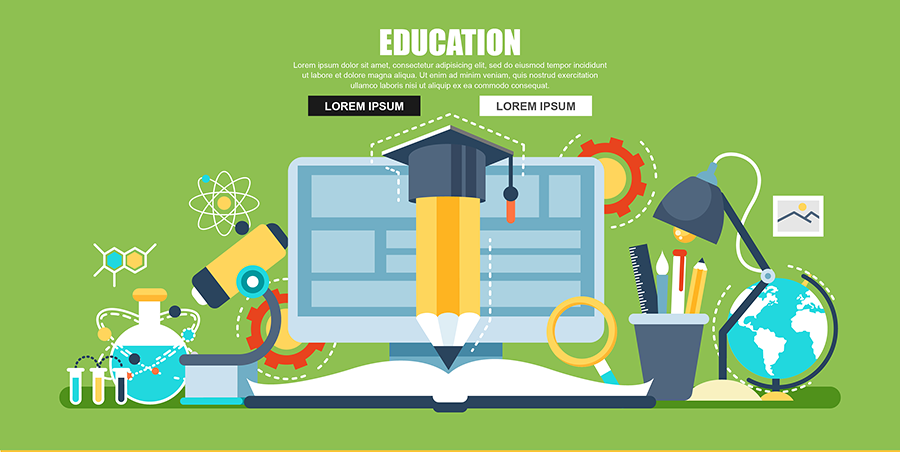 EDUCATION
Lorem ipsum dolor sit amet, consectetur adipisicing elit, sed do eiusmod tempor incididunt
ut labore et dolore magna aliqua. Ut enim ad minim veniam, quis nostrud exercitation
ullamco laboris nisi ut aliquip ex ea commodo consequat.
LOREM IPSUM
LOREM IPSUM